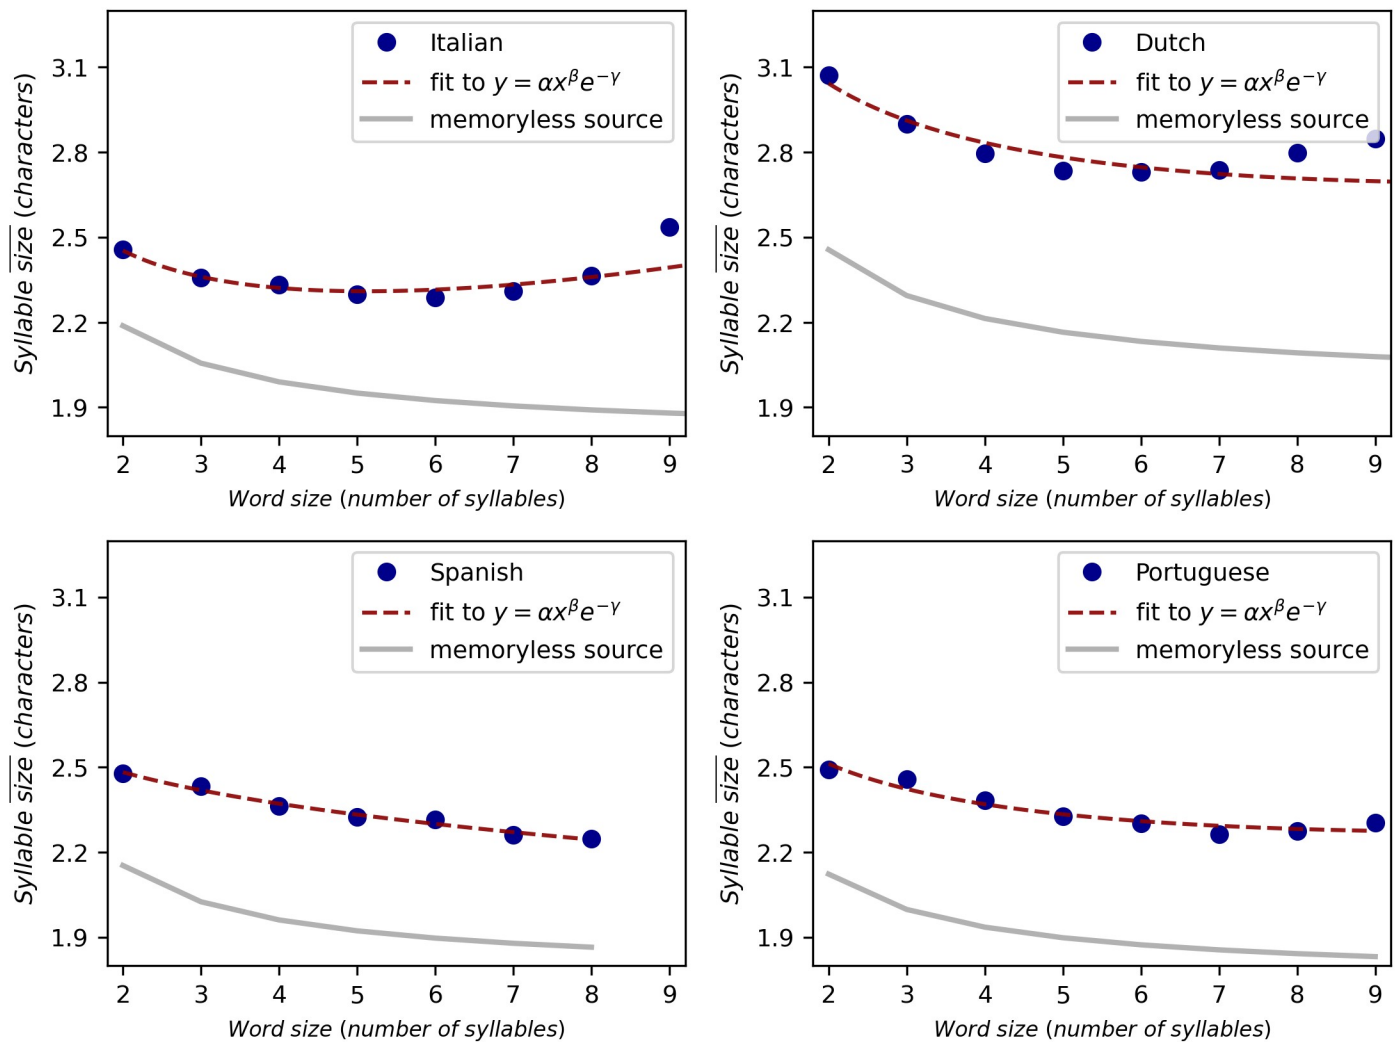 Italian
fit to y = αx^β e^−γ
memoryless source
3.1
2.8
2.5
2.2
1.9
Syllable size (characters)
2 3 4 5 6 7 8 9
Word size (number of syllables)
Dutch
fit to y = αx^β e^−γ
memoryless source
3.1
2.8
2.5
2.2
1.9
Syllable size (characters)
2 3 4 5 6 7 8 9
Word size (number of syllables)
Spanish
fit to y = αx^β e^−γ
memoryless source
3.1
2.8
2.5
2.2
1.9
Syllable size (characters)
2 3 4 5 6 7 8 9
Word size (number of syllables)
Portuguese
fit to y = αx^β e^−γ
memoryless source
3.1
2.8
2.5
2.2
1.9
Syllable size (characters)
2 3 4 5 6 7 8 9
Word size (number of syllables)